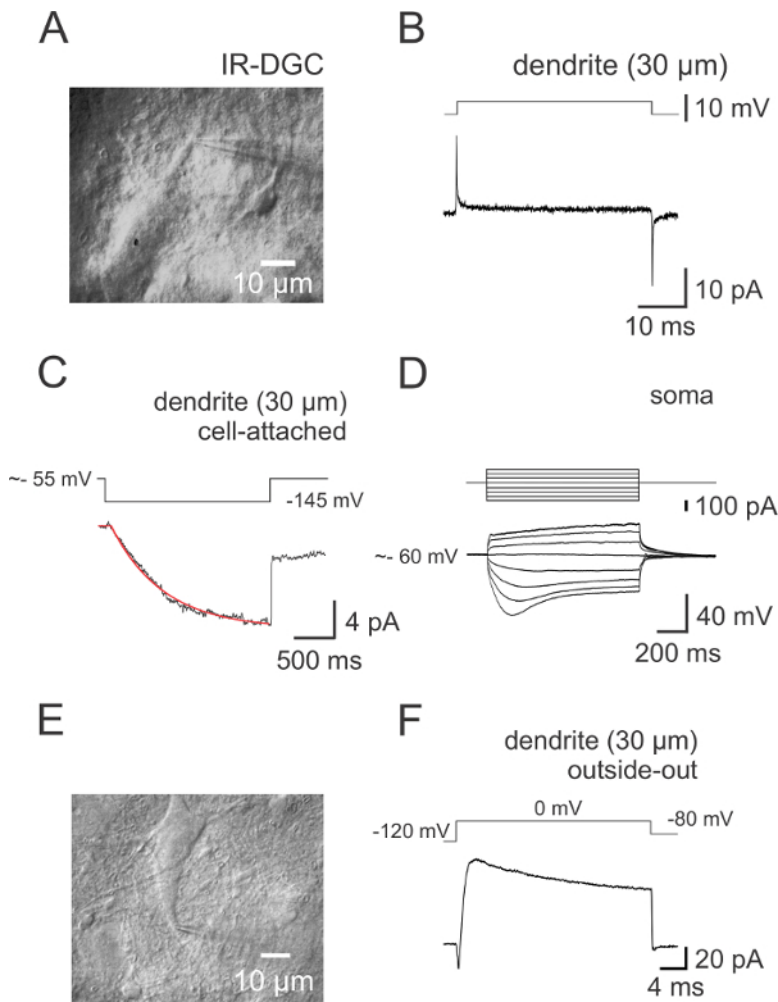 A
IR-DGC
10 µm
B
dendrite (30 µm)
10 mV
10 pA
10 ms
C
dendrite (30 µm)
cell-attached
~- 55 mV
-145 mV
4 pA
500 ms
D
soma
100 pA
~- 60 mV
40 mV
200 ms
E
10 µm
F
dendrite (30 µm)
outside-out
0 mV
-120 mV
-80 mV
20 pA
4 ms